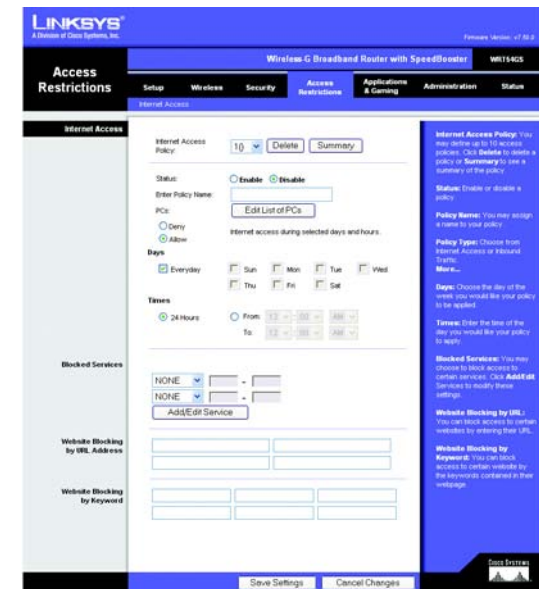 LINKSYS®
A Division of Cisco Systems, Inc.
Firmware Version: v7.50.0
Access Restrictions
Wireless-G Broadband Router with SpeedBooster
WRT54GS
Setup
Wireless
Security
Access Restrictions
Applications & Gaming
Administration
Status
Internet Access
Internet Access
Internet Access Policy:
1()
Delete
Summary
Status:
Enable
Disable
Enter Policy Name:
PCs:
Edit List of PCs
Deny
Allow
Internet access during selected days and hours.
Days
Everyday
Sun
Mon
Tue
Wed
Thu
Fri
Sat
Times
24 Hours
From: 12 : 00 AM
To: 12 : 00 AM
Blocked Services
NONE -
NONE -
Add/Edit Service
Website Blocking by URL Address
Website Blocking by Keyword
Save Settings
Cancel Changes
Internet Access Policy: You
may define up to 10 access
policies. Click Delete to delete a
policy or Summary to see a
summary of the policy.
Status: Enable or disable a
policy.
Policy Name: You may assign
a name to your policy.
Policy Type: Choose from
Internet Access or Inbound
Traffic.
More...
Days: Choose the day of the
week you would like your policy
to be applied.
Times: Enter the time of the
day you would like your policy
to apply.
Blocked Services: You may
choose to block access to
certain services. Click Add/Edit
Services to modify these
settings.
Website Blocking by URL:
You can block access to certain
websites by entering their URL.
Website Blocking by
Keyword: You can block
access to certain website by
the keywords contained in their
webpage.
CISCO SYSTEMS